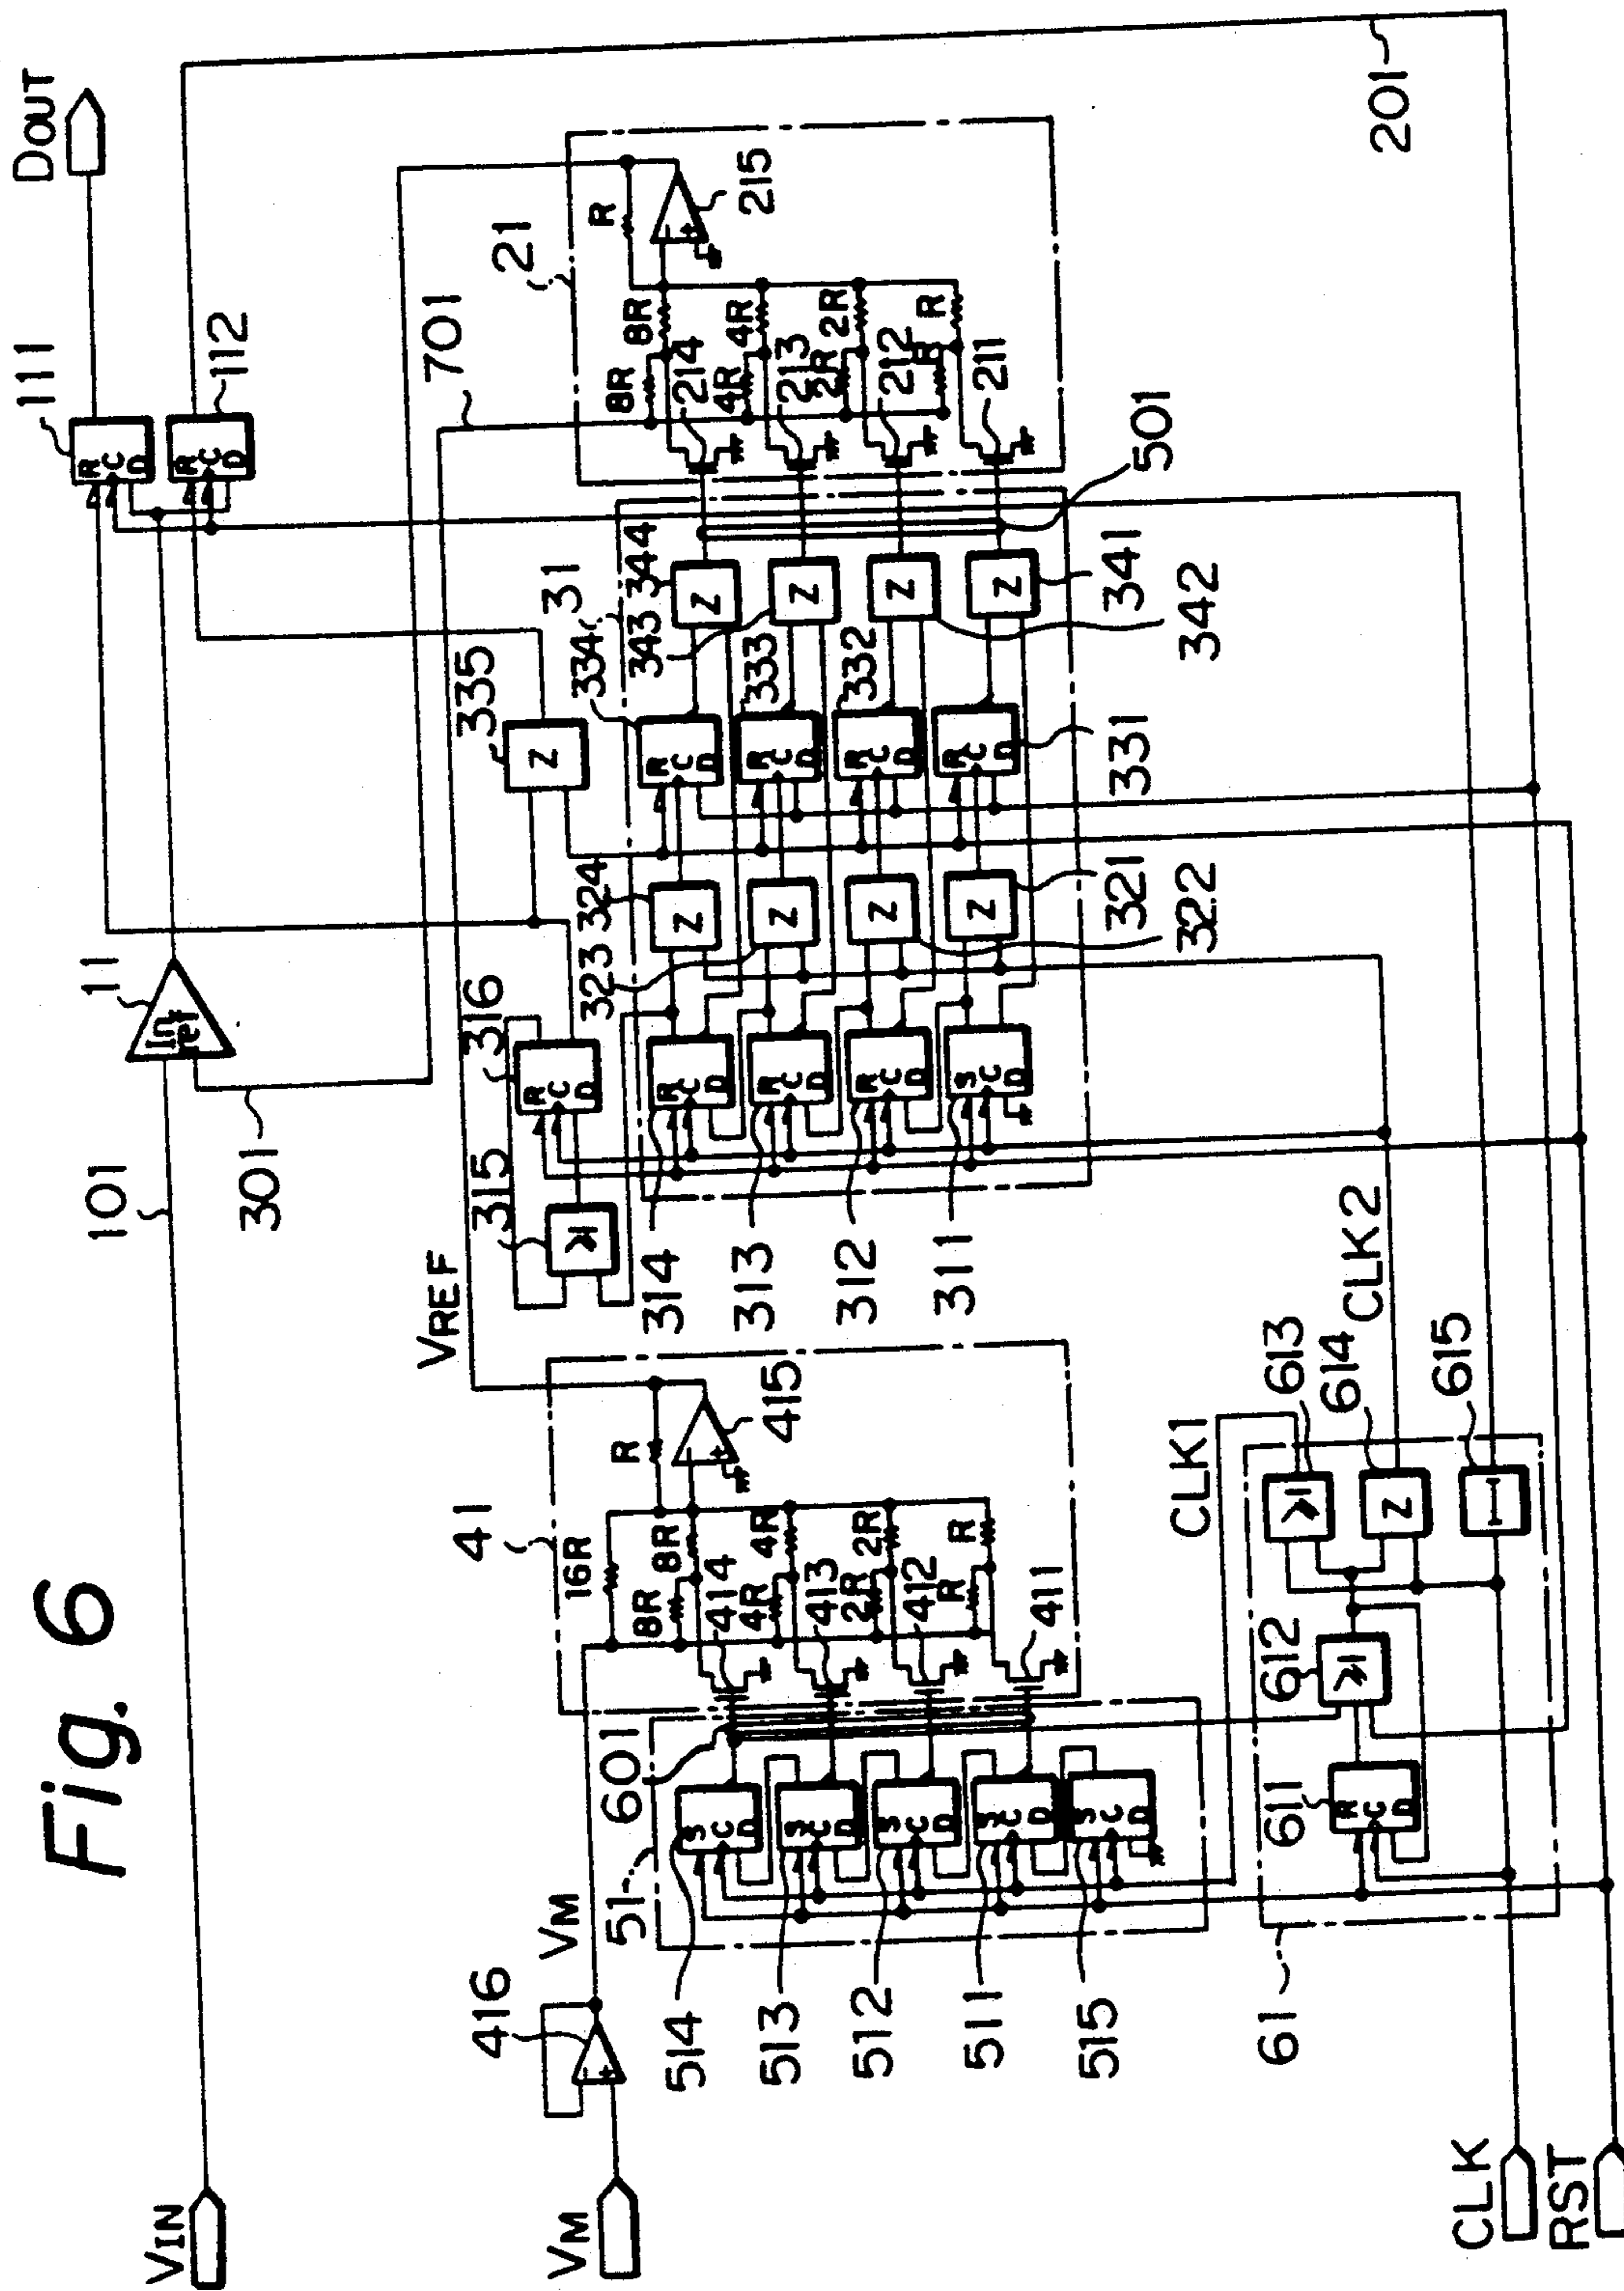 Fig. 6
VIN
101
11
In
ref
301
111
R
C
D
112
R
C
D
DOUT
201
VM
416
-
+
VM
VREF
701
41
16R
R
8R
8R
414
4R
4R
413
2R
2R
412
R
R
411
-
+
415
51
601
514
S
C
D
513
S
C
D
512
S
C
D
511
S
C
D
515
S
C
D
315
K
316
R
C
D
335
Z
31
314
R
C
D
324
Z
334
R
C
D
344
Z
313
R
C
D
323
Z
333
R
C
D
343
Z
312
R
C
D
322
Z
332
R
C
D
342
Z
311
S
C
D
321
Z
331
R
C
D
341
Z
501
21
R
8R
8R
214
4R
4R
213
2R
2R
212
R
R
211
-
+
215
61
611
R
C
D
612
K
613
K
614
Z
615
I
CLK1
CLK2
CLK
RST